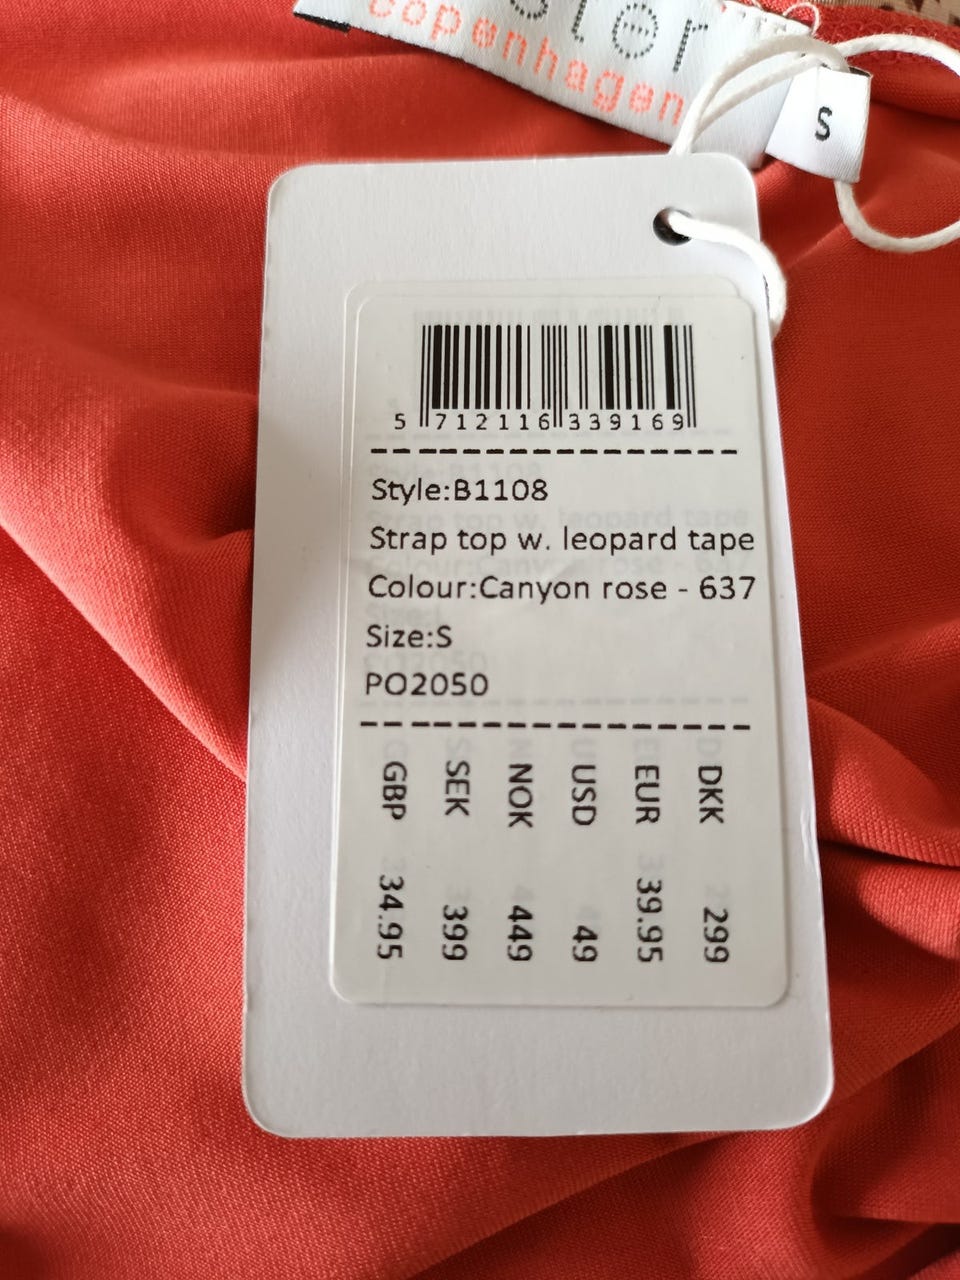 copenhagen
S
5 712116 339169
Style:B1108
Strap top w. leopard tape
Colour:Canyon rose - 637
Size:S
PO2050
DKK 299
EUR 39.95
USD 49
NOK 449
SEK 399
GBP 34.95